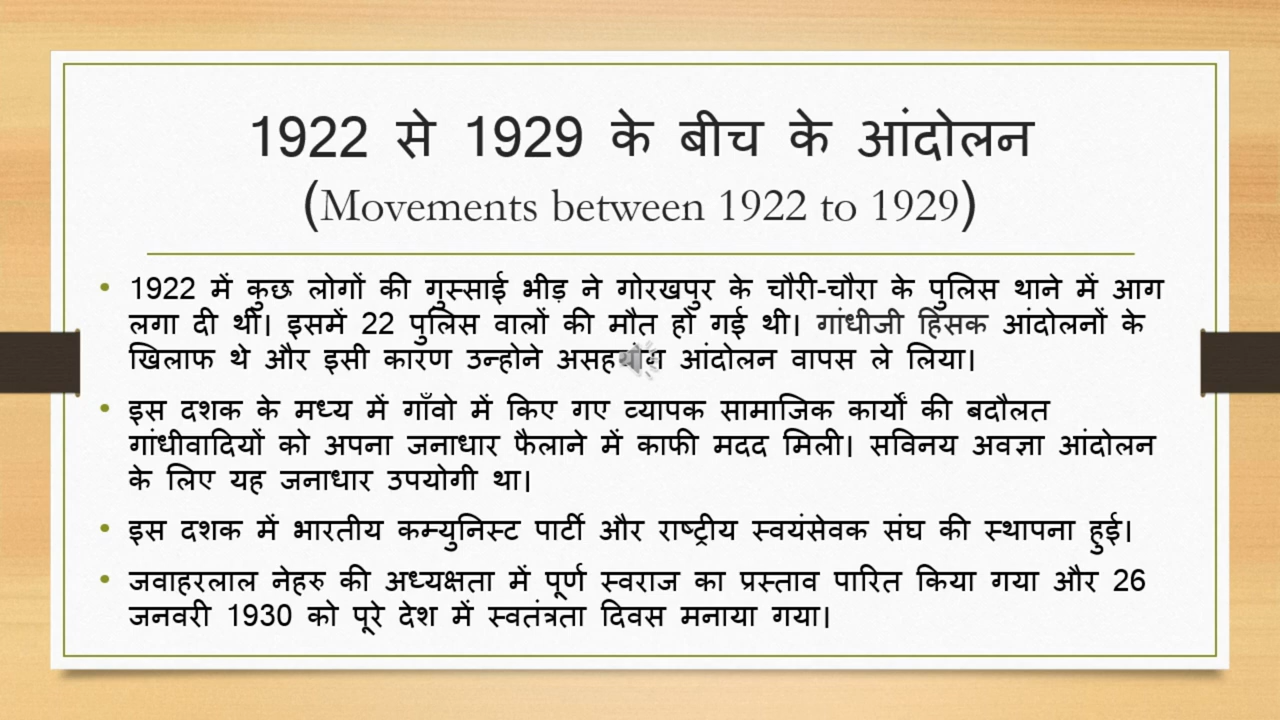 1922 से 1929 के बीच के आंदोलन
(Movements between 1922 to 1929)
• 1922 में कुछ लोगों की गुस्साई भीड़ ने गोरखपुर के चौरी-चौरा के पुलिस थाने में आग
लगा दी थी। इसमें 22 पुलिस वालों की मौत हो गई थी। गांधीजी हिंसक आंदोलनों के
खिलाफ थे और इसी कारण उन्होने आंदोलन वापस ले लिया।
• इस दशक के मध्य में गाँवो में किए गए व्यापक सामाजिक कार्यों की बदौलत
गांधीवादियों को अपना जनाधार फैलाने में काफी मदद मिली। सविनय अवज्ञा आंदोलन
के लिए यह जनाधार उपयोगी था।
• इस दशक में भारतीय कम्युनिस्ट पार्टी और राष्ट्रीय स्वयंसेवक संघ की स्थापना हुई।
• जवाहरलाल नेहरु की अध्यक्षता में पूर्ण स्वराज का प्रस्ताव पारित किया गया और 26
जनवरी 1930 को पूरे देश में स्वतंत्रता दिवस मनाया गया।